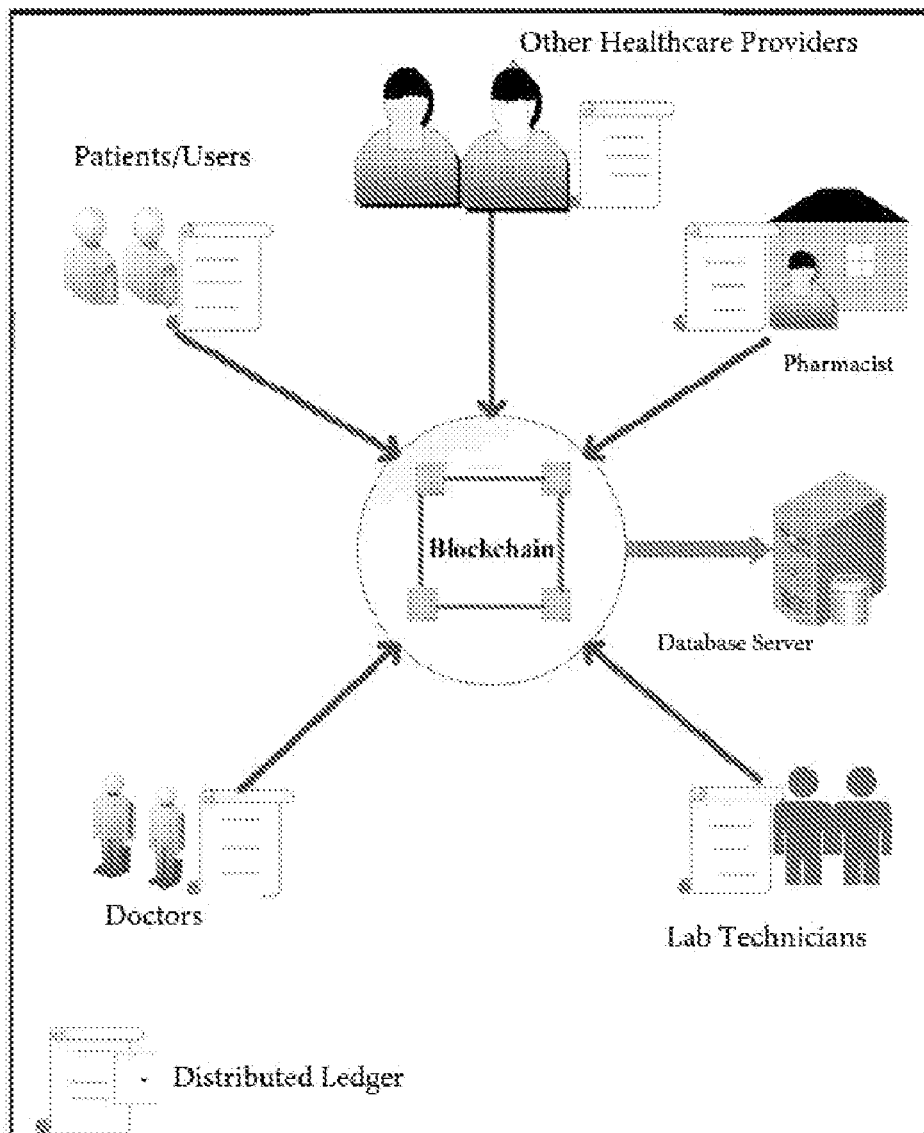 Other Healthcare Providers
Patients/Users
Pharmacist
Blockchain
Database Server
Doctors
Lab Technicians
Distributed Ledger